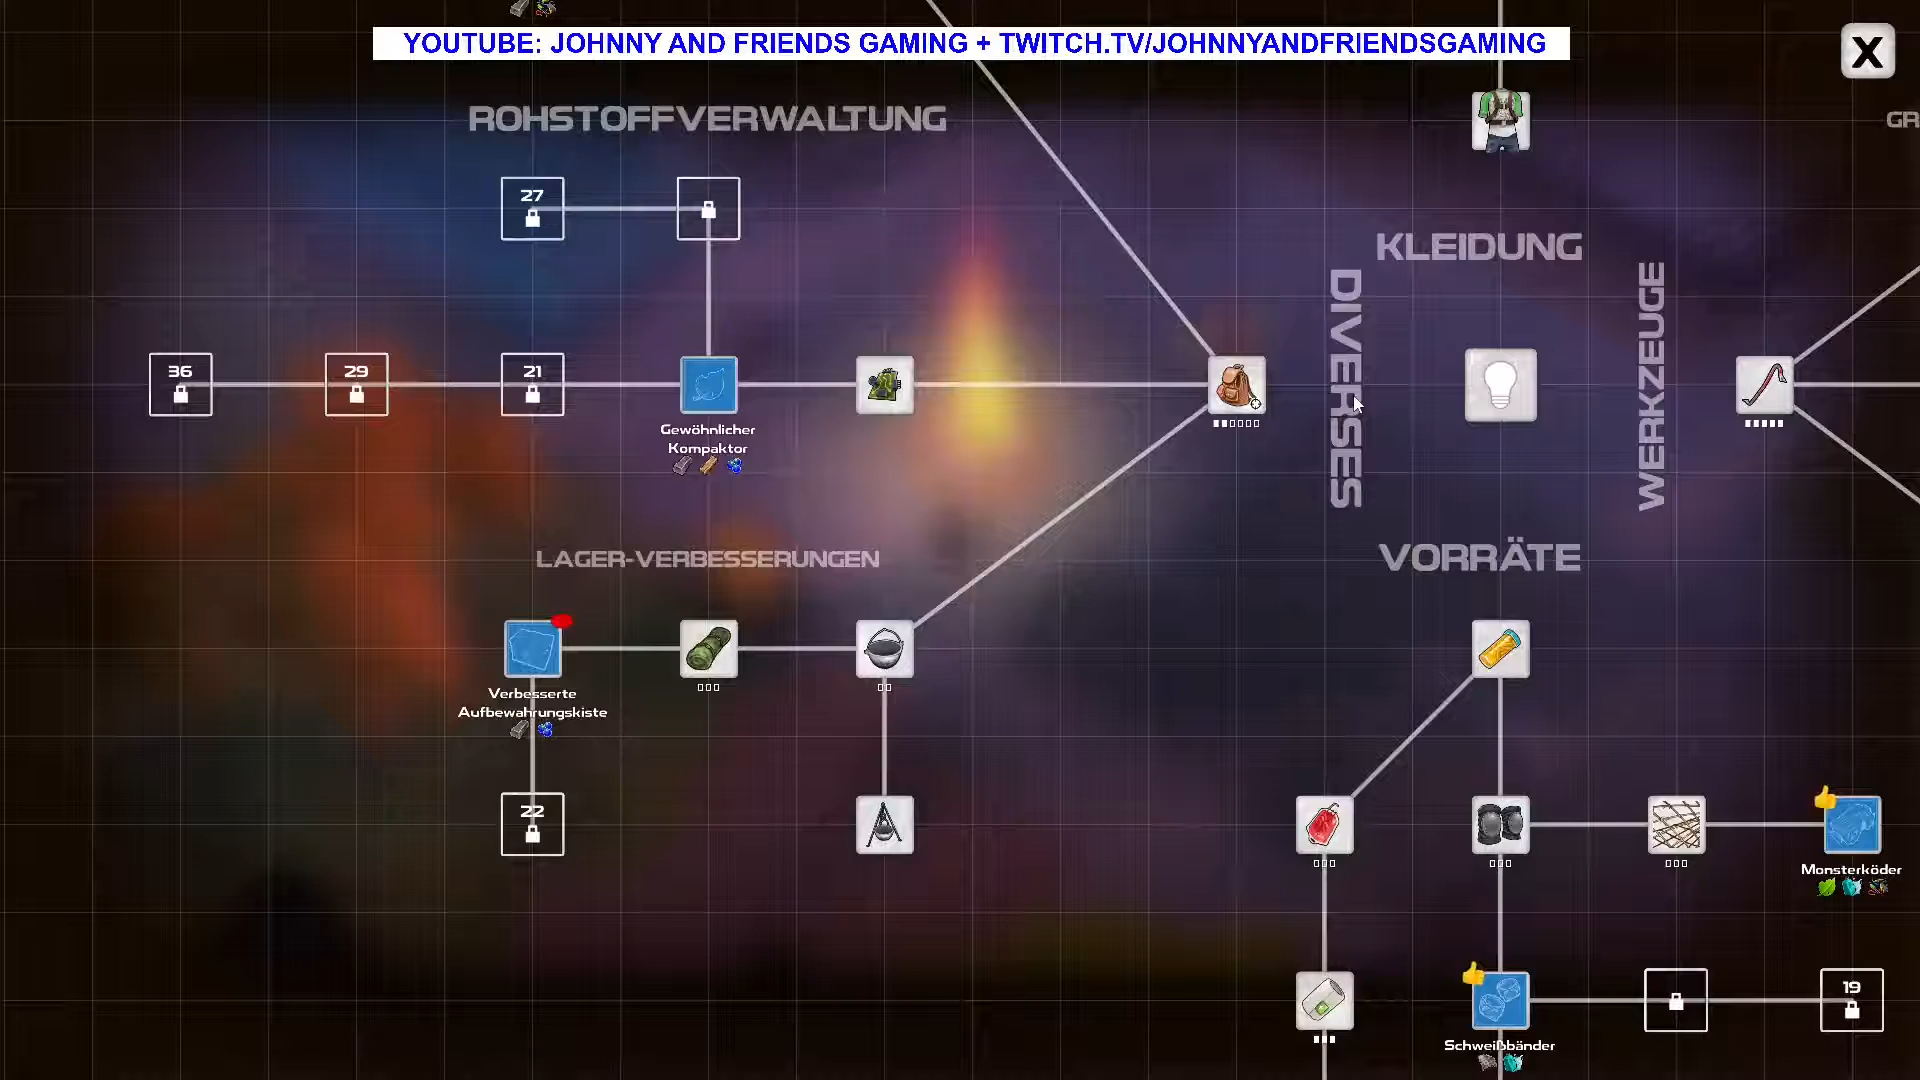 YOUTUBE: JOHNNY AND FRIENDS GAMING + TWITCH.TV/JOHNNYANDFRIENDSGAMING
X
ROHSTOFFVERWALTUNG
GR
27
KLEIDUNG
DIVERSES
WERKZEUGE
36
29
21
Gewöhnlicher
Kompaktor
LAGER-VERBESSERUNGEN
VORRÄTE
Verbesserte
Aufbewahrungskiste
22
Monsterköder
19
Schweißbänder